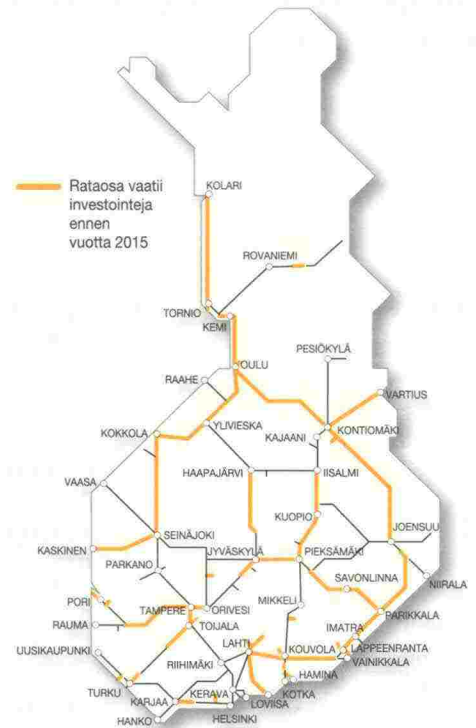 Rataosa vaatii
investointeja
ennen
vuotta 2015
KOLARI
ROVANIEMI
TORNIO
KEMI
OULU
PESIÖKYLÄ
RAAHE
VARTIUS
YLIVIESKA
KOKKOLA
KAJAANI
KONTIOMÄKI
HAAPAJÄRVI
IISALMI
VAASA
KUOPIO
SEINÄJOKI
JOENSUU
KASKINEN
JYVÄSKYLÄ
PIEKSÄMÄKI
PARKANO
SAVONLINNA
NIIRALA
PORI
TAMPERE
ORIVESI
MIKKELI
PARIKKALA
RAUMA
TOIJALA
IMATRA
LAHTI
KOUVOLA
LAPPEENRANTA
UUSIKAUPUNKI
VAINIKKALA
RIIHIMÄKI
HAMINA
TURKU
KERAVA
KOTKA
KARJAA
LOVIISA
HANKO
HELSINKI